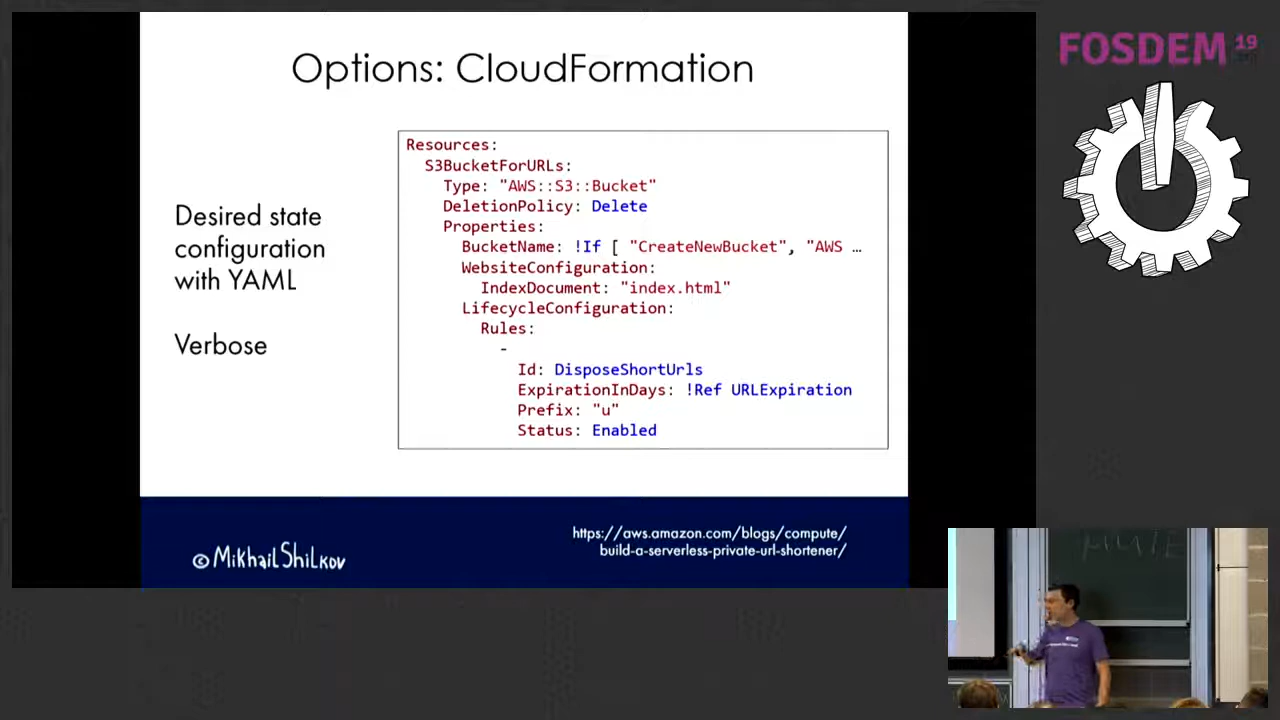 Options: CloudFormation
Desired state
configuration
with YAML
Verbose
Resources:
S3BucketForURLs:
Type: "AWS::S3::Bucket"
DeletionPolicy: Delete
Properties:
BucketName: !If [ "CreateNewBucket", "AWS …
WebsiteConfiguration:
IndexDocument: "index.html"
LifecycleConfiguration:
Rules:
-
Id: DisposeShortUrls
ExpirationInDays: !Ref URLExpiration
Prefix: "u"
Status: Enabled
https://aws.amazon.com/blogs/compute/
build-a-serverless-private-url-shortener/
© Mikhail Shilkov
FOSDEM 19
MUTE